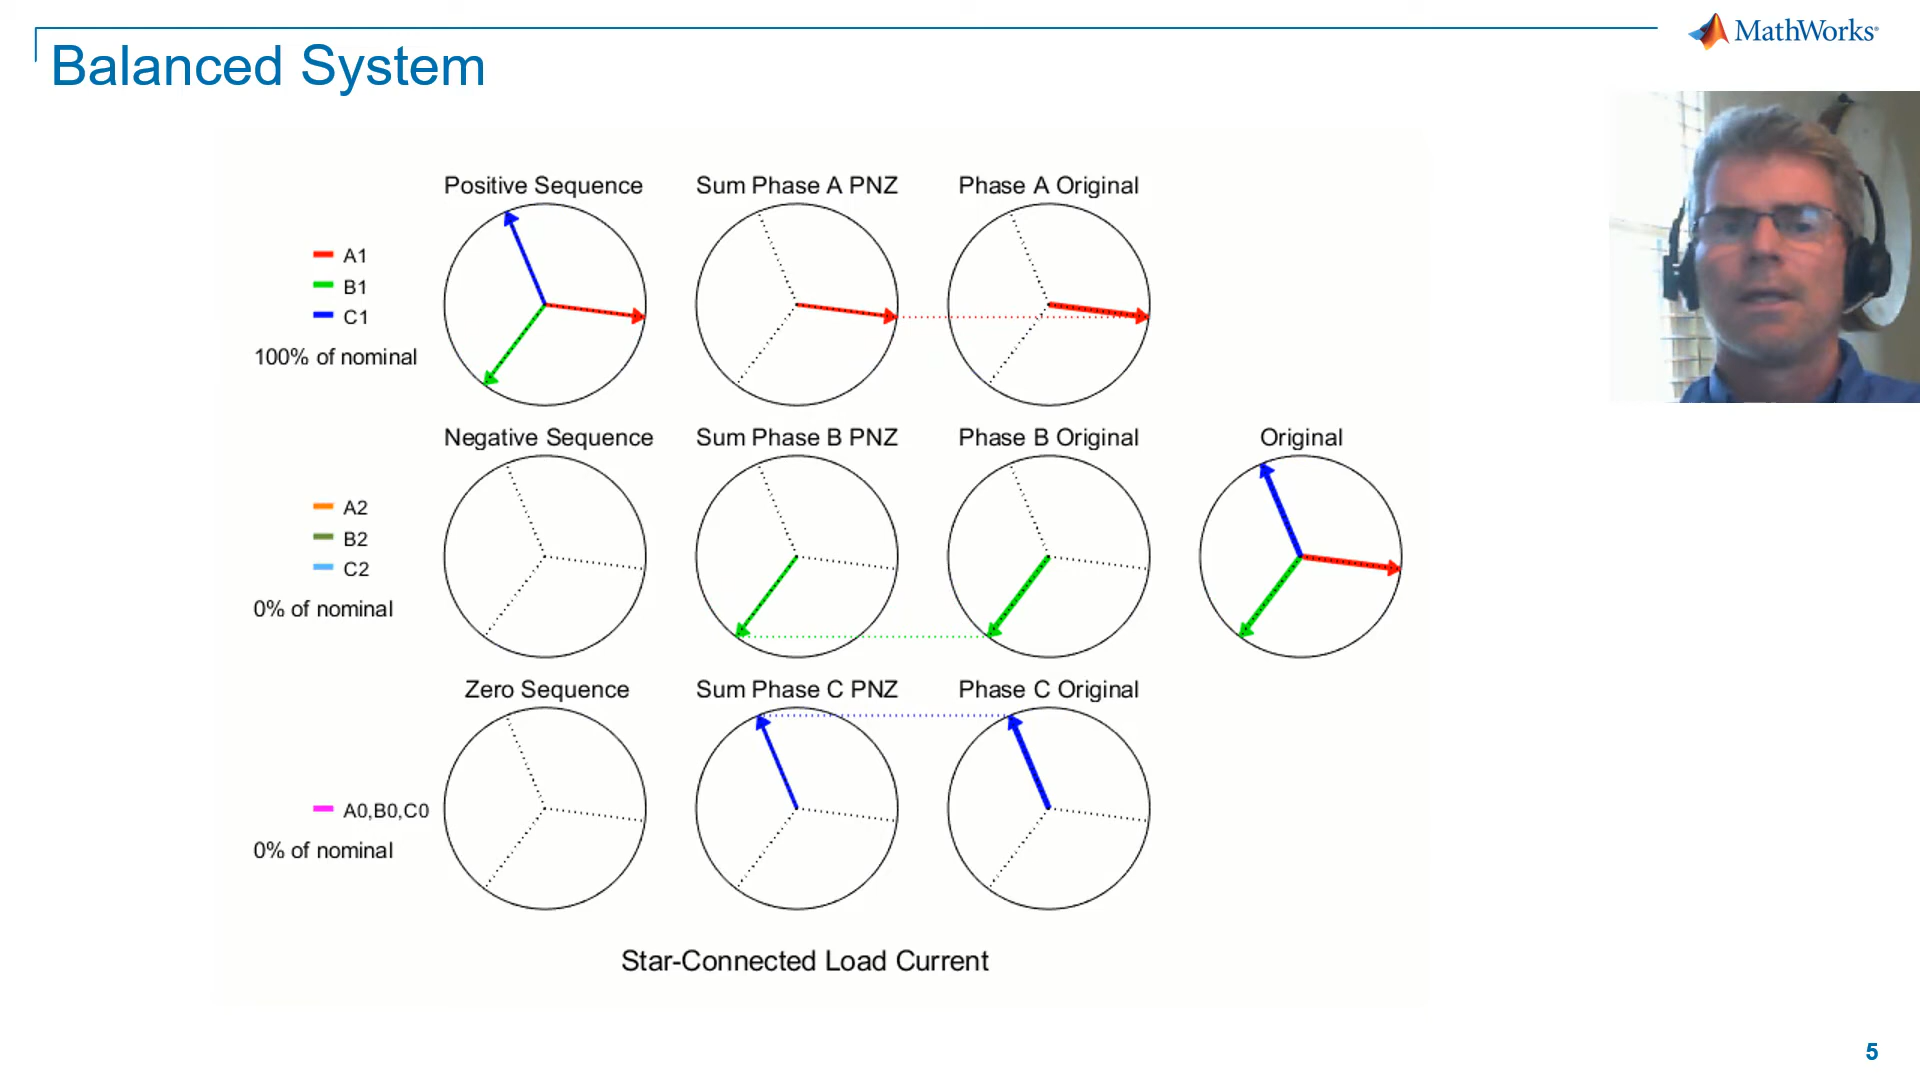 Balanced System
MathWorks®
Positive Sequence
Sum Phase A PNZ
Phase A Original
A1
B1
C1
100% of nominal
Negative Sequence
Sum Phase B PNZ
Phase B Original
Original
A2
B2
C2
0% of nominal
Zero Sequence
Sum Phase C PNZ
Phase C Original
A0,B0,C0
0% of nominal
Star-Connected Load Current
5